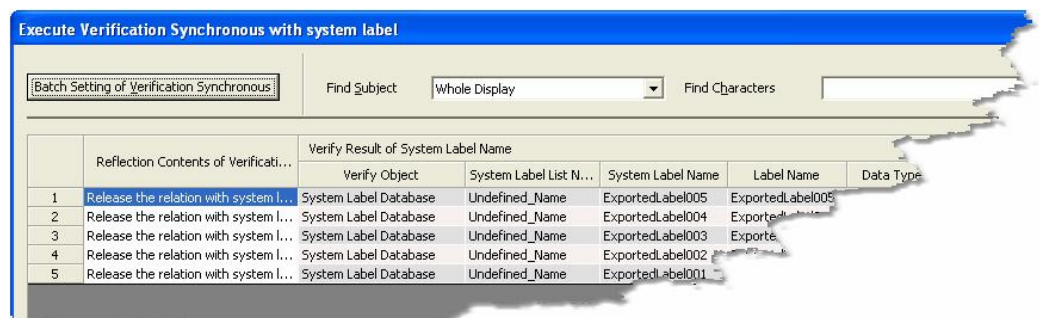 Execute Verification Synchronous with system label
Batch Setting of Verification Synchronous Find Subject Whole Display Find Characters
Reflection Contents of Verificati... Verify Result of System Label Name
Verify Object System Label List N... System Label Name Label Name Data Type
1 Release the relation with system l... System Label Database Undefined_Name ExportedLabel005 ExportedLabel005
2 Release the relation with system l... System Label Database Undefined_Name ExportedLabel004
3 Release the relation with system l... System Label Database Undefined_Name ExportedLabel003 Exporte
4 Release the relation with system l... System Label Database Undefined_Name ExportedLabel002
5 Release the relation with system l... System Label Database Undefined_Name ExportedLabel001